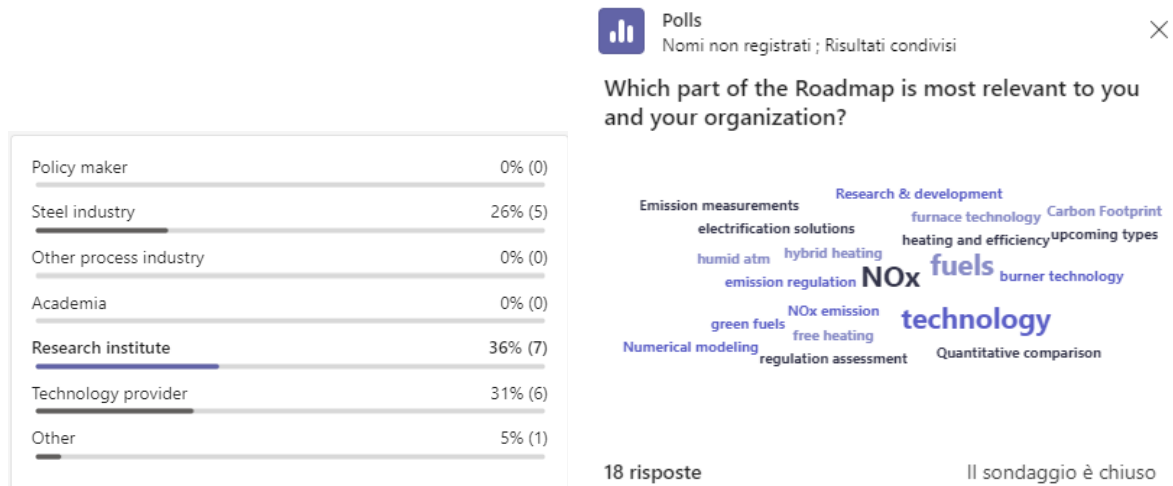 Policy maker 0% (0)
Steel industry 26% (5)
Other process industry 0% (0)
Academia 0% (0)
Research institute 36% (7)
Technology provider 31% (6)
Other 5% (1)
Polls
Nomi non registrati ; Risultati condivisi
Which part of the Roadmap is most relevant to you
and your organization?
Research & development
Emission measurements
furnace technology
Carbon Footprint
electrification solutions
heating and efficiency
upcoming types
humid atm
hybrid heating
fuels
emission regulation
NOx
burner technology
NOx emission
green fuels
technology
free heating
Numerical modeling
regulation assessment
Quantitative comparison
18 risposte
Il sondaggio è chiuso